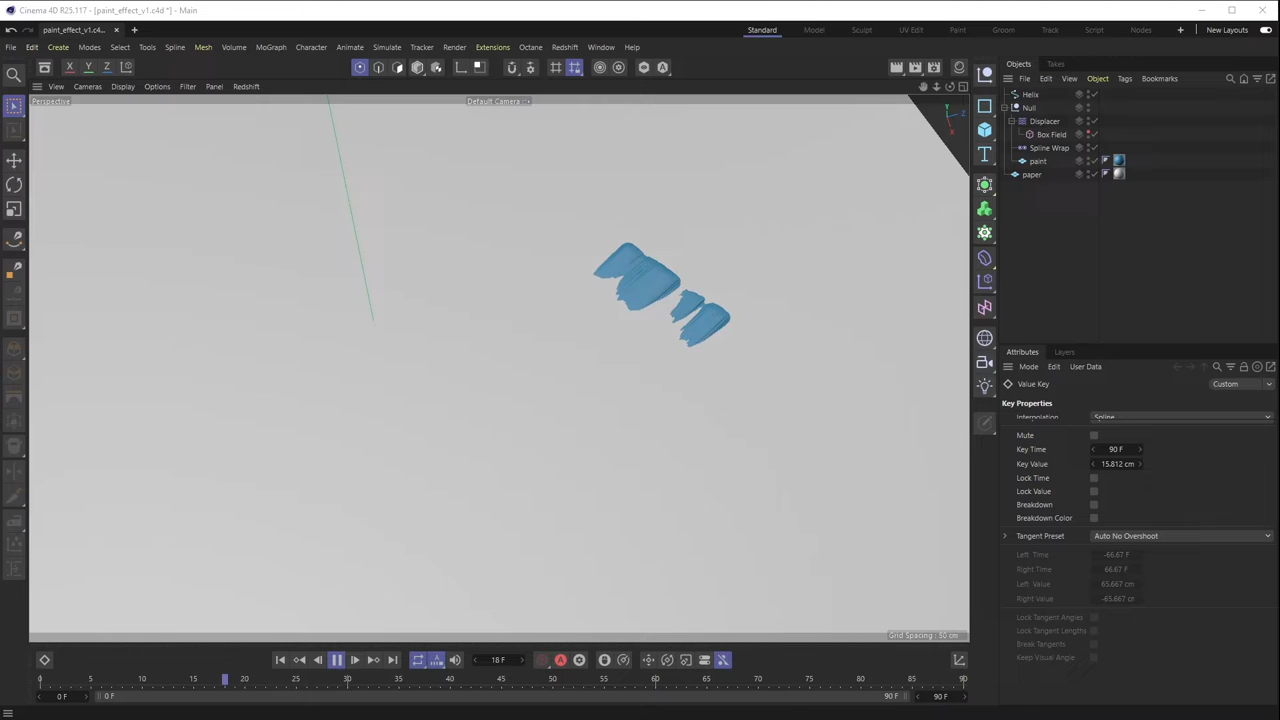 Cinema 4D R25.117 - [paint_effect_v1.c4d *] - Main
paint_effect_v1.c4d...
Standard Model Sculpt UV Edit Paint Groom Track Script Nodes New Layouts
File Edit Create Modes Select Tools Spline Mesh Volume MoGraph Character Animate Simulate Tracker Render Extensions Octane Redshift Window Help
X Y Z
Objects Takes
View Cameras Display Options Filter Panel Redshift
File Edit View Object Tags Bookmarks
Perspective
Default Camera
Helix
Null
Displacer
Box Field
Spline Wrap
paint
paper
Y Z X
Attributes Layers
Mode Edit User Data
Value Key
Custom
Key Properties
Interpolation Spline
Mute
Key Time 90 F
Key Value 15.812 cm
Lock Time
Lock Value
Breakdown
Breakdown Color
Tangent Preset Auto No Overshoot
Left Time -66.67 F
Right Time 66.67 F
Left Value 65.667 cm
Right Value -65.667 cr
Lock Tangent Angles
Lock Tangent Lengths
Break Tangents
Keep Visual Angle
Grid Spacing : 50 cm
18 F
0 5 10 15 20 25 30 35 40 45 50 55 60 65 70 75 80 85 90
0 F 0 F 90 F 90 F